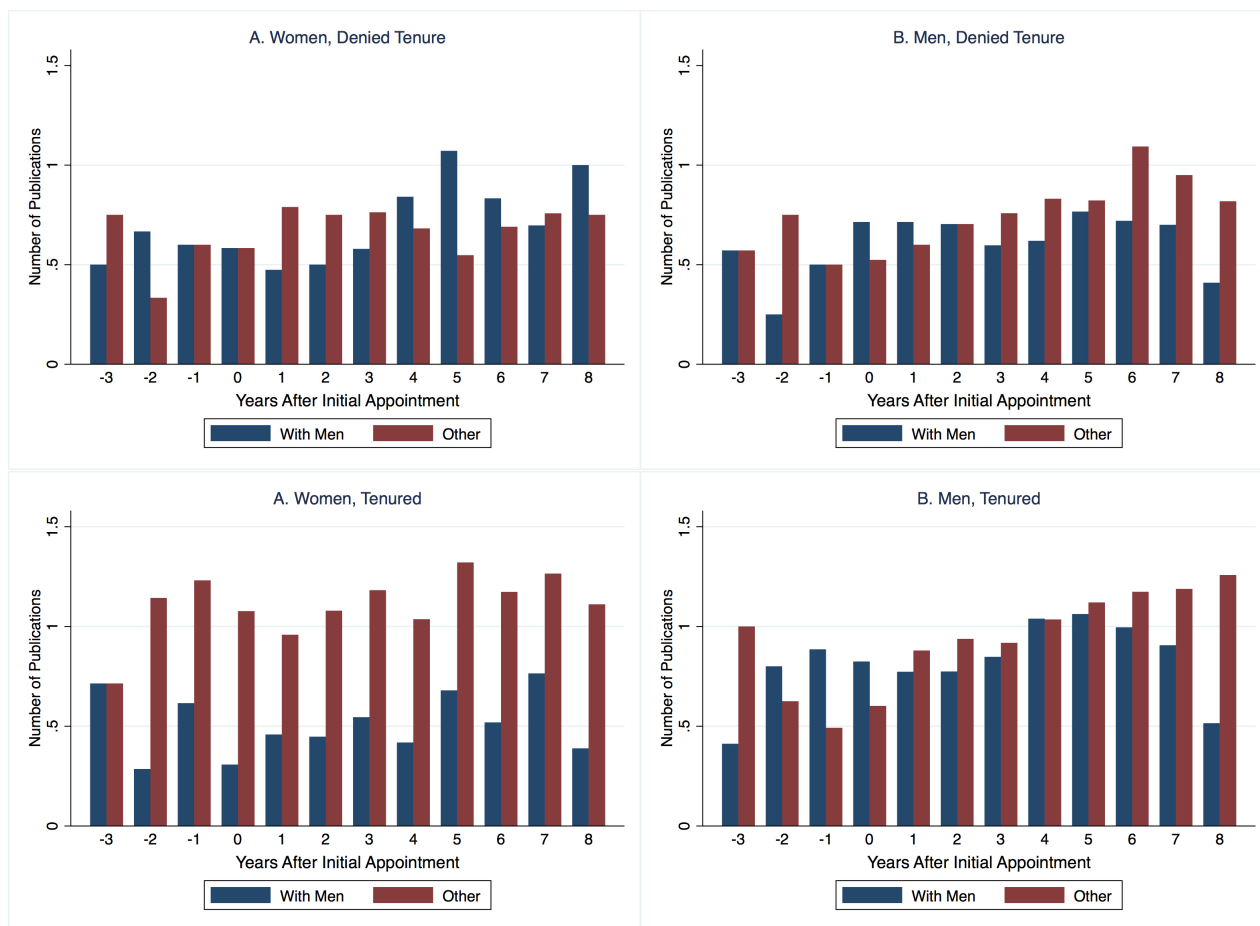 A. Women, Denied Tenure
Number of Publications
1.5
1
.5
0
-3 -2 -1 0 1 2 3 4 5 6 7 8
Years After Initial Appointment
With Men Other
B. Men, Denied Tenure
Number of Publications
1.5
1
.5
0
-3 -2 -1 0 1 2 3 4 5 6 7 8
Years After Initial Appointment
With Men Other
A. Women, Tenured
Number of Publications
1.5
1
.5
0
-3 -2 -1 0 1 2 3 4 5 6 7 8
Years After Initial Appointment
With Men Other
B. Men, Tenured
Number of Publications
1.5
1
.5
0
-3 -2 -1 0 1 2 3 4 5 6 7 8
Years After Initial Appointment
With Men Other